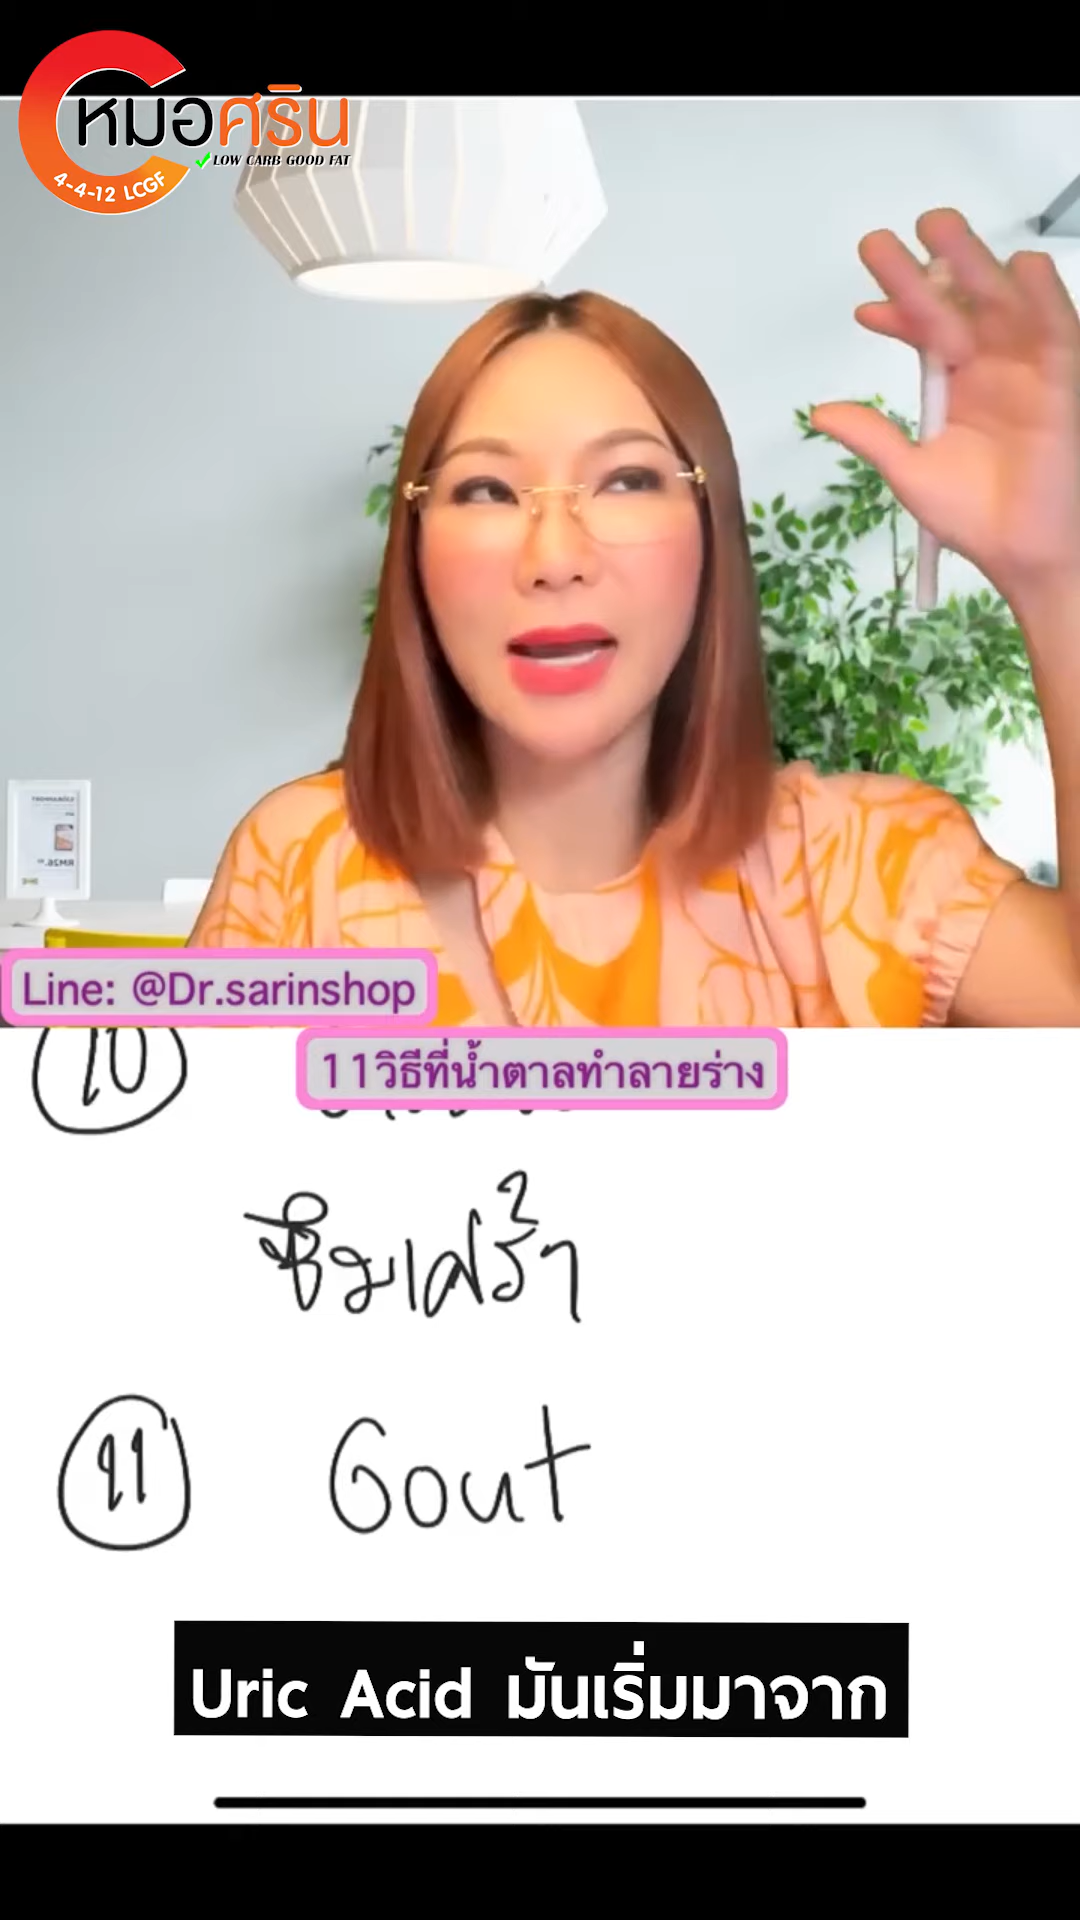 หมอศริน
LOW CARB GOOD FAT
4-4-12 LCGF
Line: @Dr.sarinshop
11วิธีที่น้ำตาลทำลายร่าง
10
ซึมเศร้า
11 Gout
Uric Acid มันเริ่มมาจาก